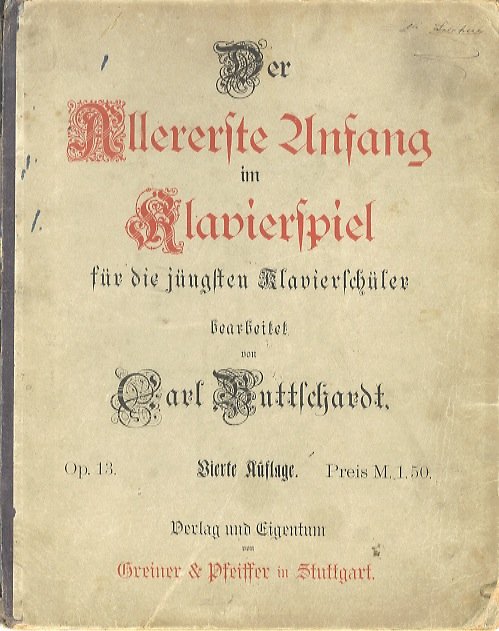 Der
Allererste Anfang
im
Klavierspiel
für die jüngsten Klavierschüler
bearbeitet
von
Carl Buttschardt.
Op. 13. Vierte Auflage. Preis M. 1.50.
Verlag und Eigentum
von
Greiner & Pfeiffer in Stuttgart.